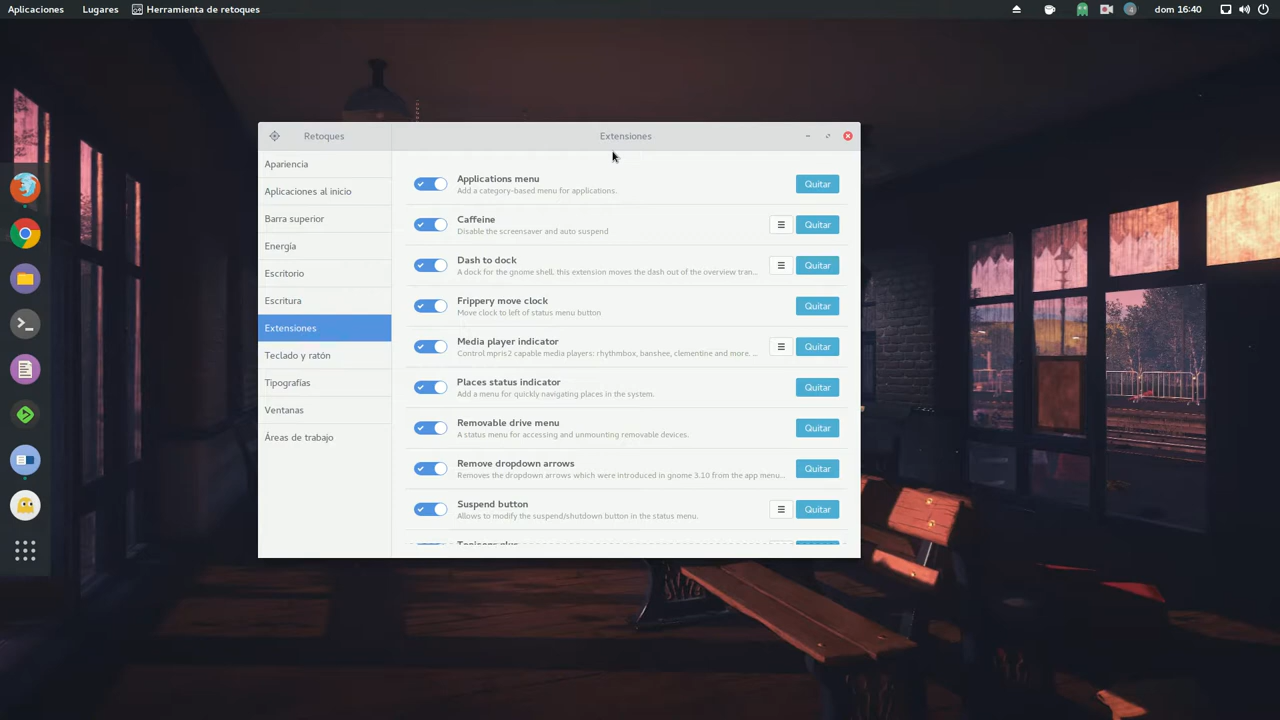 Aplicaciones Lugares Herramienta de retoques dom 16:40
Retoques Extensiones
Apariencia
Aplicaciones al inicio
Barra superior
Energía
Escritorio
Escritura
Extensiones
Teclado y ratón
Tipografías
Ventanas
Áreas de trabajo
Applications menu
Add a category-based menu for applications.
Quitar
Caffeine
Disable the screensaver and auto suspend
Quitar
Dash to dock
A dock for the gnome shell, this extension moves the dash out of the overview tran...
Quitar
Frippery move clock
Move clock to left of status menu button
Quitar
Media player indicator
Control mpris2 capable media players: rhythmbox, banshee, clementine and more. ...
Quitar
Places status indicator
Add a menu for quickly navigating places in the system.
Quitar
Removable drive menu
A status menu for accessing and unmounting removable devices.
Quitar
Remove dropdown arrows
Removes the dropdown arrows which were introduced in gnome 3.10 from the app menu...
Quitar
Suspend button
Allows to modify the suspend/shutdown button in the status menu.
Quitar